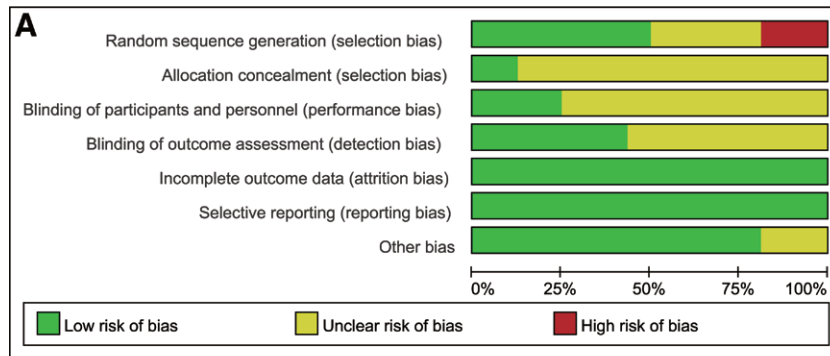 A
Random sequence generation (selection bias)
Allocation concealment (selection bias)
Blinding of participants and personnel (performance bias)
Blinding of outcome assessment (detection bias)
Incomplete outcome data (attrition bias)
Selective reporting (reporting bias)
Other bias
0% 25% 50% 75% 100%
Low risk of bias Unclear risk of bias High risk of bias